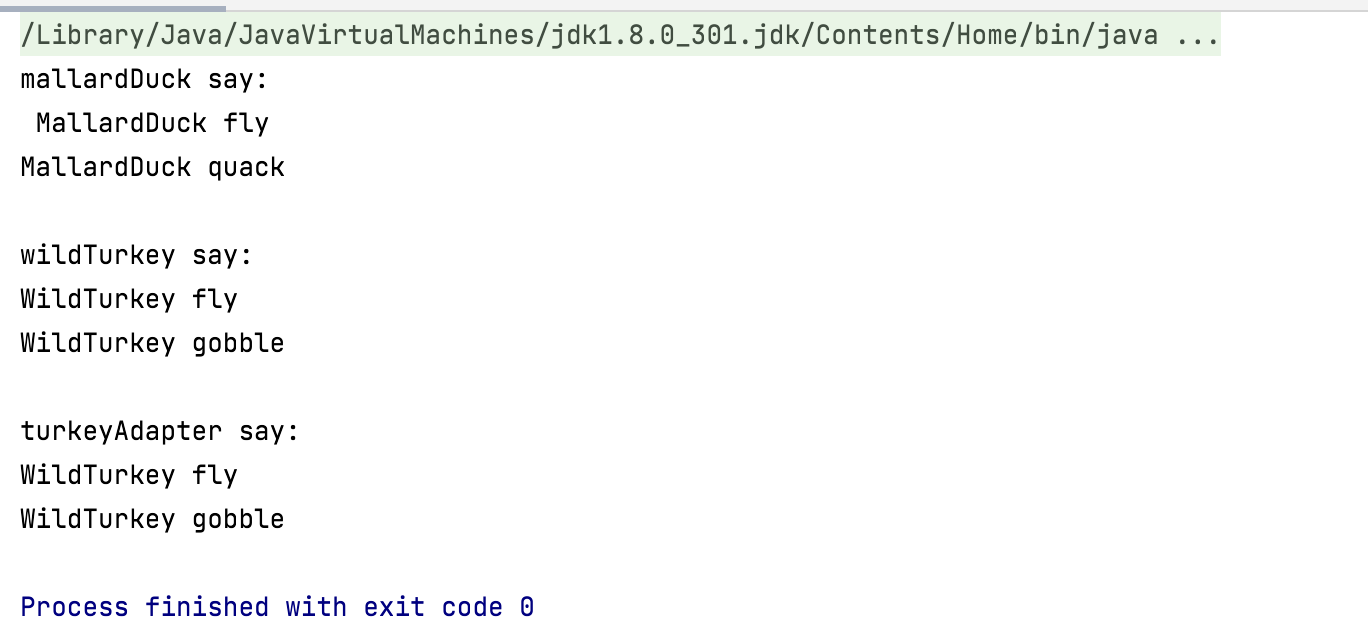 /Library/Java/JavaVirtualMachines/jdk1.8.0_301.jdk/Contents/Home/bin/java ...
mallardDuck say:
 MallardDuck fly
MallardDuck quack

wildTurkey say:
WildTurkey fly
WildTurkey gobble

turkeyAdapter say:
WildTurkey fly
WildTurkey gobble

Process finished with exit code 0